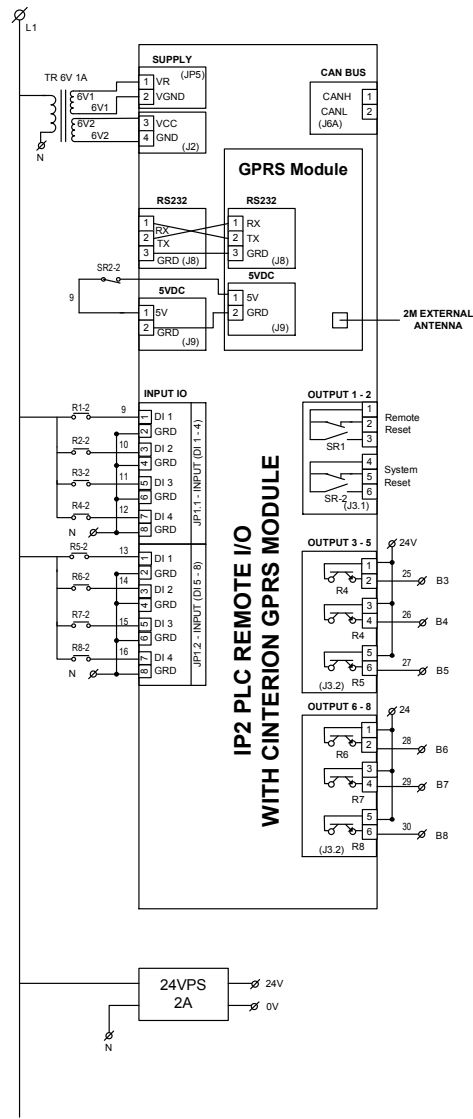 L1
SUPPLY
(JP5)
TR 6V 1A
6V1
6V1
1 VR
2 VGND
6V2
6V2
3 VCC
4 GND
(J2)
N
CAN BUS
CANH 1
CANL 2
(J6A)
GPRS Module
RS232
1 RX
2 TX
3 GRD (J8)
RS232
1 RX
2 TX
3 GRD
(J8)
SR2-2
9
5VDC
1 5V
2 GRD
(J9)
5VDC
1 5V
2 GRD
(J9)
2M EXTERNAL
ANTENNA
INPUT IO
R1-2 9 1 DI 1
2 GRD
R2-2 10 3 DI 2
4 GRD
R3-2 11 5 DI 3
6 GRD
R4-2 12 7 DI 4
N 8 GRD
JP1.1 - INPUT (DI 1 - 4)
R5-2 13 1 DI 1
2 GRD
R6-2 14 3 DI 2
4 GRD
R7-2 15 5 DI 3
6 GRD
R8-2 16 7 DI 4
N 8 GRD
JP1.2 - INPUT (DI 5 - 8)
IP2 PLC REMOTE I/O
WITH CINTERION GPRS MODULE
OUTPUT 1 - 2
1
2
3
SR1
Remote
Reset
4
5
6
SR-2
(J3.1)
System
Reset
OUTPUT 3 - 5
24V
1
R4 2 25 B3
3
R4 4 26 B4
5
R5 6 27 B5
(J3.2)
OUTPUT 6 - 8
24
1
R6 2 28 B6
3
R7 4 29 B7
5
R8 6 30 B8
(J3.2)
24VPS
2A
24V
0V
N